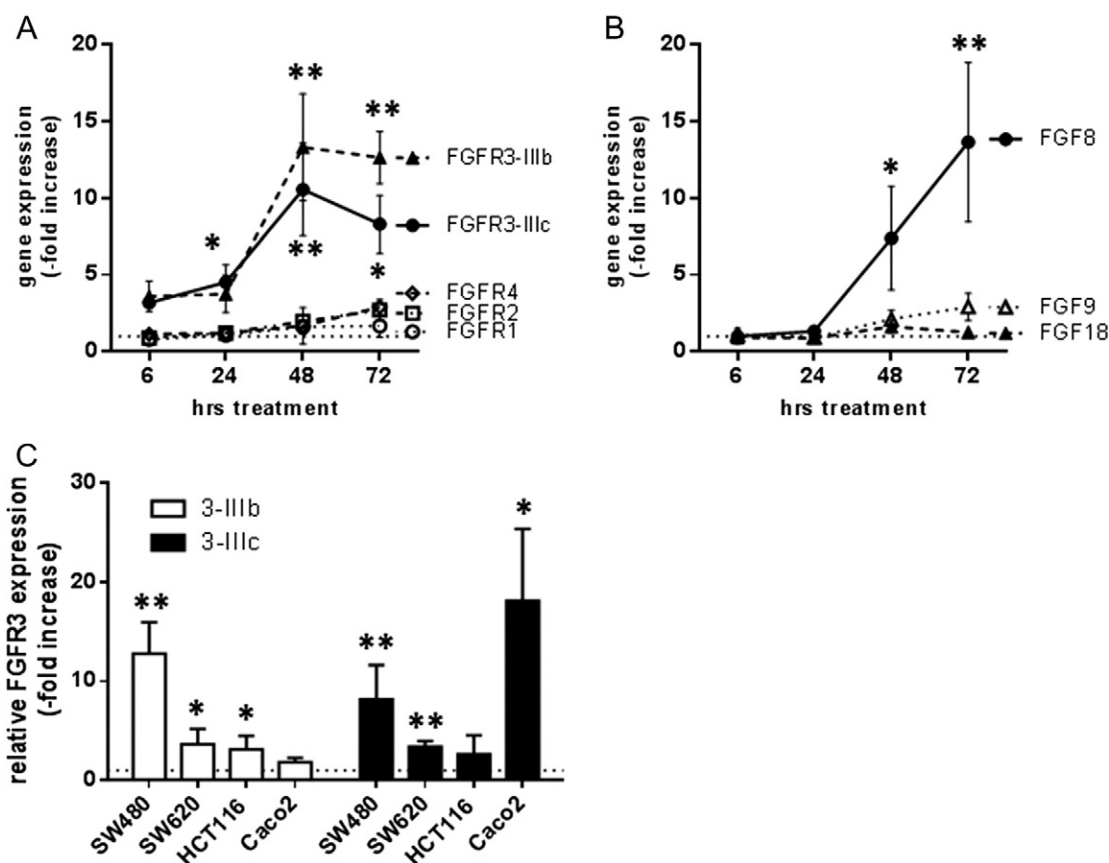 A
gene expression
(-fold increase)
20
15
10
5
0
**
**
*
**
*
FGFR3-IIIb
FGFR3-IIIc
FGFR4
FGFR2
FGFR1
6 24 48 72
hrs treatment
B
gene expression
(-fold increase)
20
15
10
5
0
**
*
FGF8
FGF9
FGF18
6 24 48 72
hrs treatment
C
relative FGFR3 expression
(-fold increase)
30
20
10
0
3-IIIb
3-IIIc
** * * ** ** *
SW480 SW620 HCT116 Caco2 SW480 SW620 HCT116 Caco2